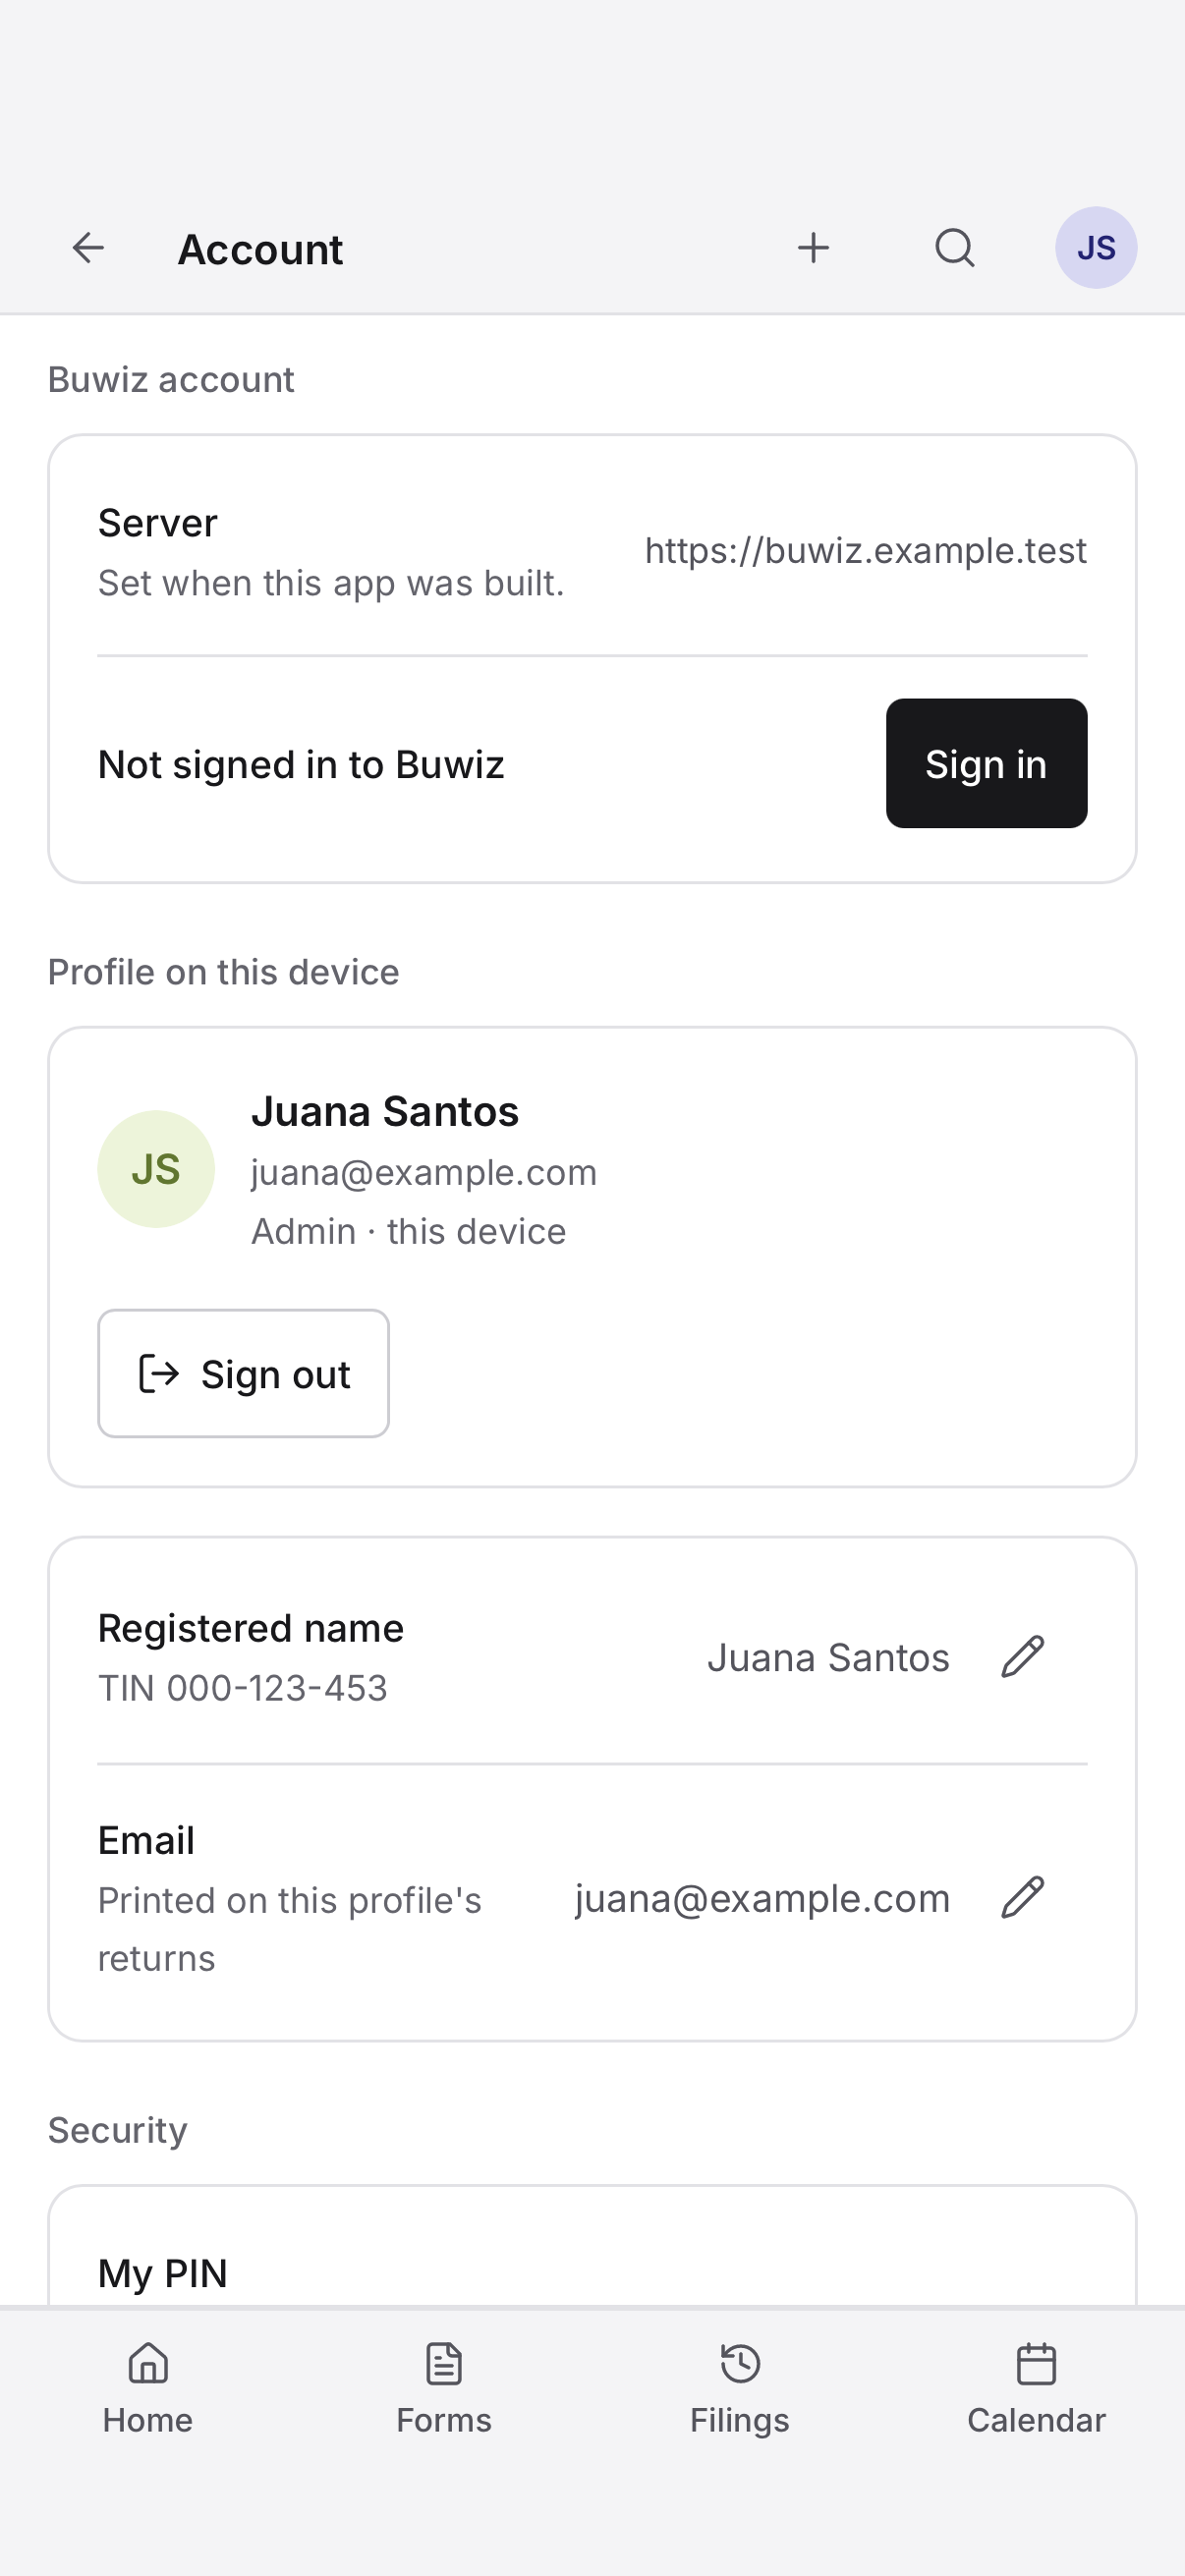 Account
JS
Buwiz account
Server
Set when this app was built.
https://buwiz.example.test
Not signed in to Buwiz
Sign in
Profile on this device
JS
Juana Santos
juana@example.com
Admin · this device
Sign out
Registered name
TIN 000-123-453
Juana Santos
Email
Printed on this profile's
returns
juana@example.com
Security
My PIN
Home
Forms
Filings
Calendar